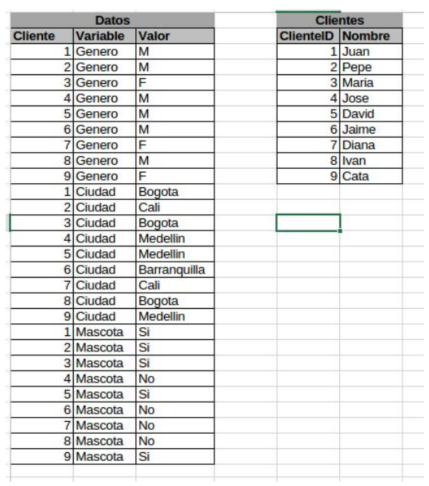 Datos
Cliente Variable Valor
1 Genero M
2 Genero M
3 Genero F
4 Genero M
5 Genero M
6 Genero M
7 Genero F
8 Genero M
9 Genero F
1 Ciudad Bogota
2 Ciudad Cali
3 Ciudad Bogota
4 Ciudad Medellin
5 Ciudad Medellin
6 Ciudad Barranquilla
7 Ciudad Cali
8 Ciudad Bogota
9 Ciudad Medellin
1 Mascota Si
2 Mascota Si
3 Mascota Si
4 Mascota No
5 Mascota Si
6 Mascota No
7 Mascota No
8 Mascota No
9 Mascota Si
Clientes
ClienteID Nombre
1 Juan
2 Pepe
3 Maria
4 Jose
5 David
6 Jaime
7 Diana
8 Ivan
9 Cata